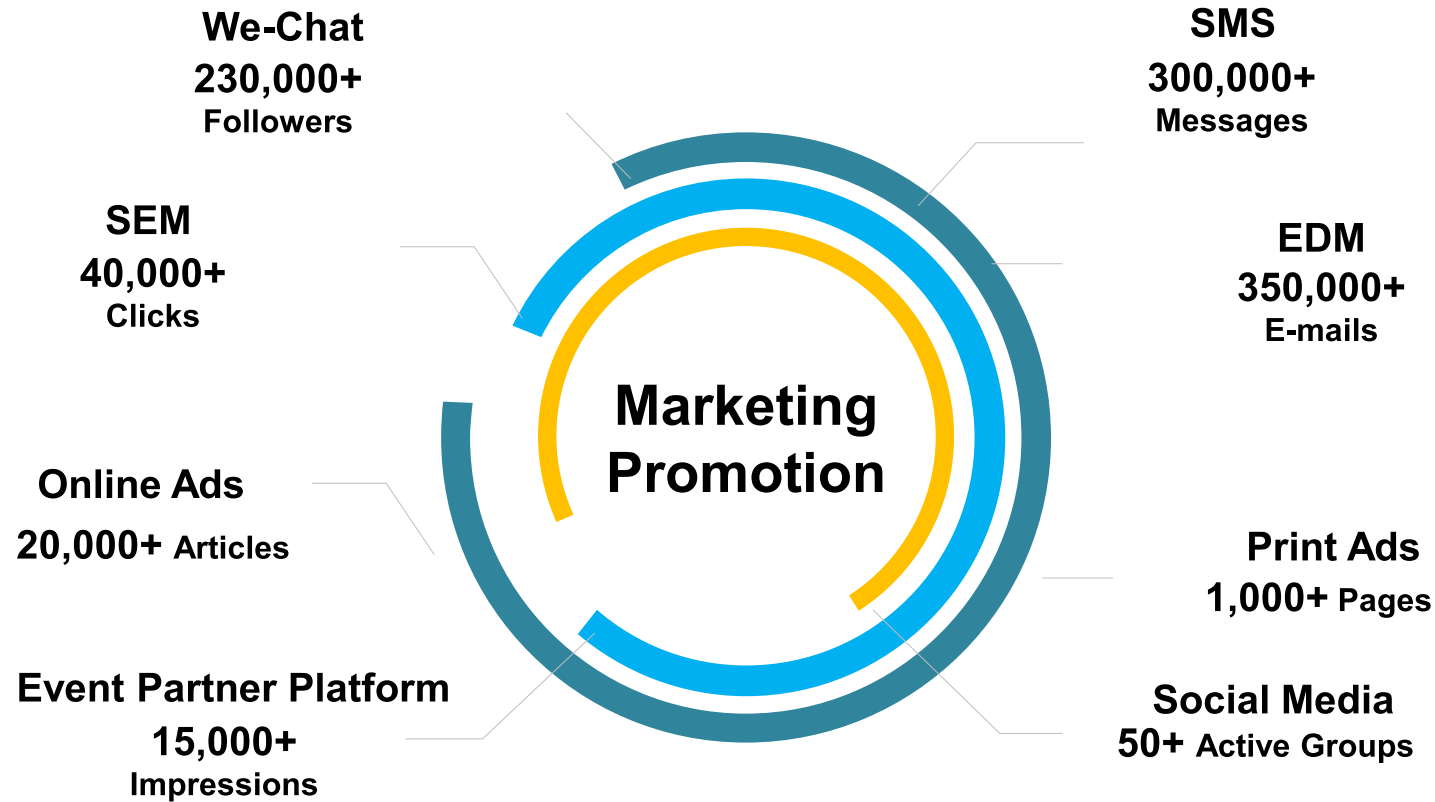 We-Chat
230,000+
Followers
SMS
300,000+
Messages
SEM
40,000+
Clicks
EDM
350,000+
E-mails
Marketing
Promotion
Online Ads
20,000+ Articles
Print Ads
1,000+ Pages
Event Partner Platform
15,000+
Impressions
Social Media
50+ Active Groups